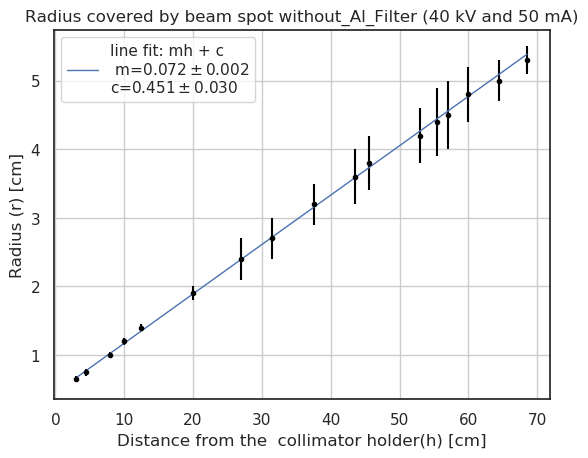 Radius covered by beam spot without_Al_Filter (40 kV and 50 mA)
line fit: mh + c
m=0.072±0.002
c=0.451±0.030
Radius (r) [cm]
5
4
3
2
1
0 10 20 30 40 50 60 70
Distance from the  collimator holder(h) [cm]